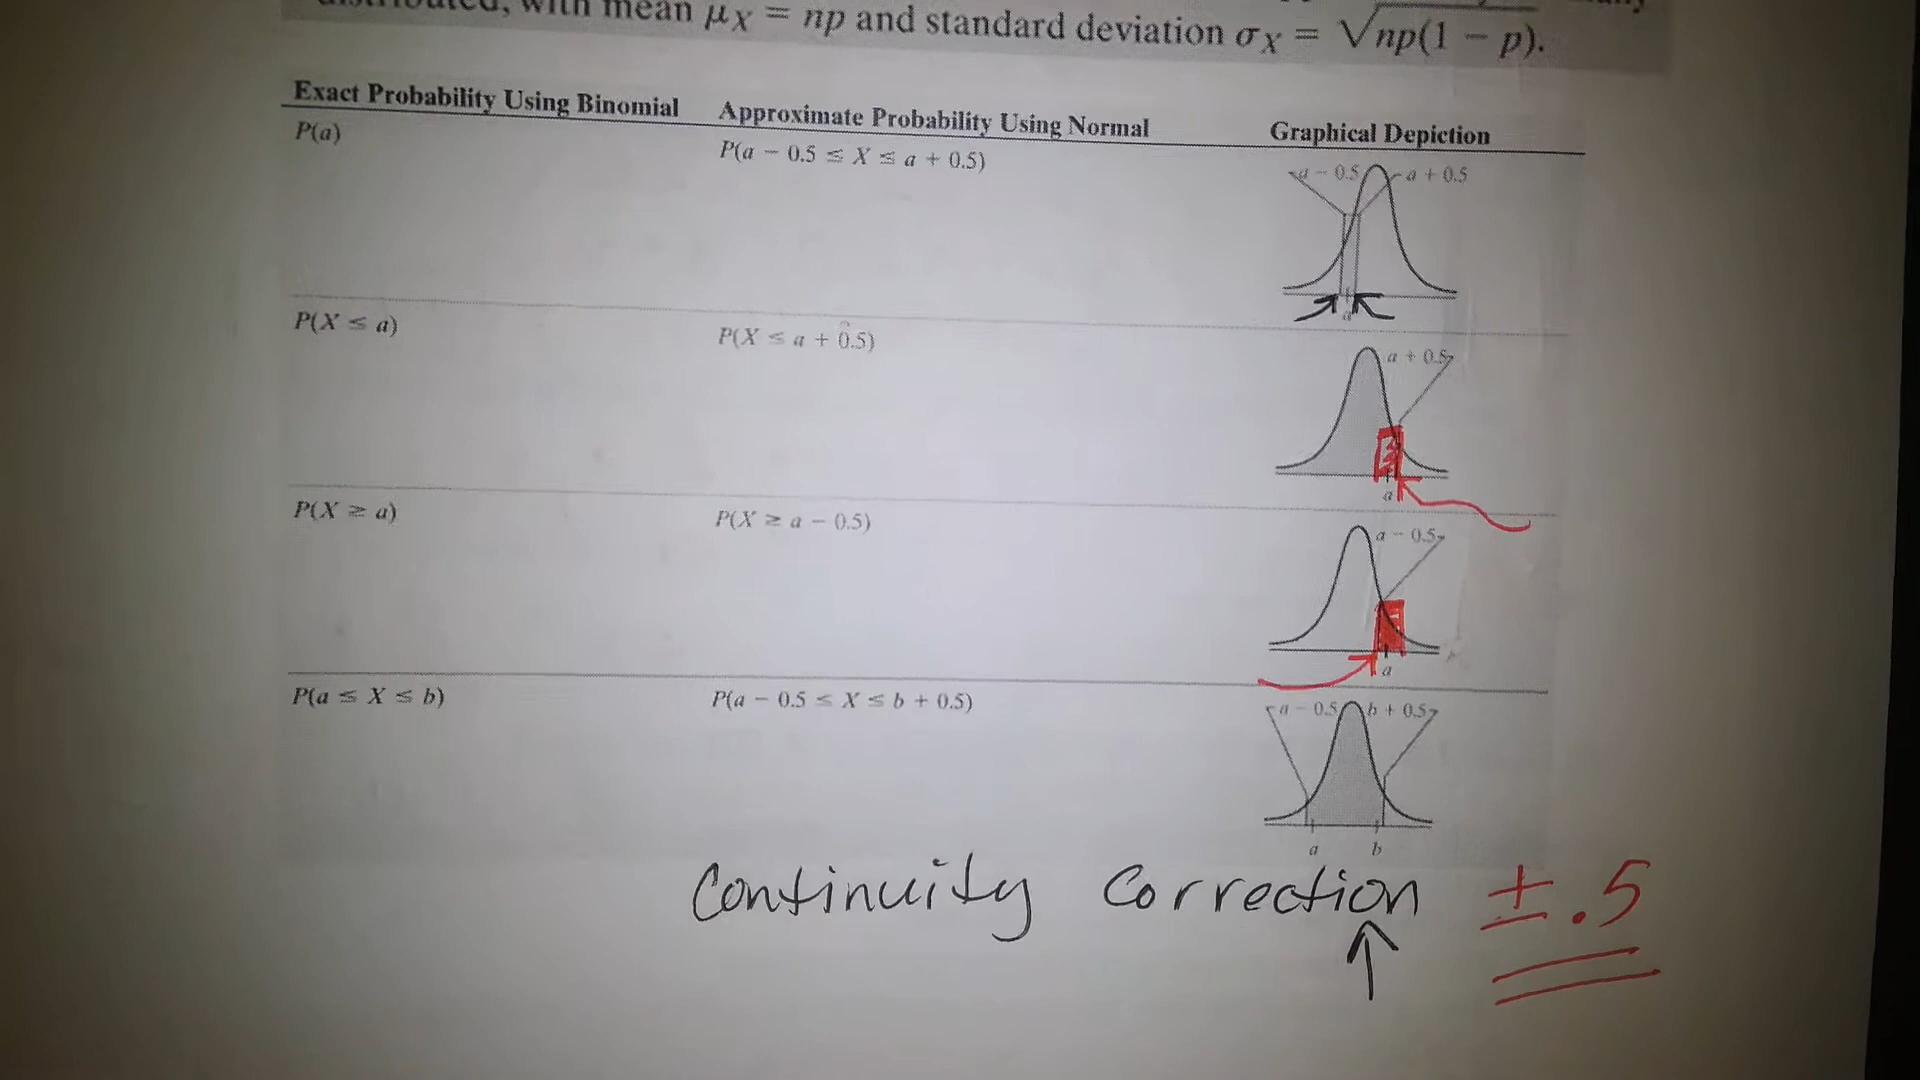 with mean μX = np and standard deviation σX = √np(1 − p).
Exact Probability Using Binomial Approximate Probability Using Normal Graphical Depiction
P(a) P(a − 0.5 ≤ X ≤ a + 0.5)
a − 0.5 a + 0.5
a
P(X ≤ a) P(X ≤ a + 0.5)
a + 0.5
a
P(X ≥ a) P(X ≥ a − 0.5)
a − 0.5
a
P(a ≤ X ≤ b) P(a − 0.5 ≤ X ≤ b + 0.5)
a − 0.5 b + 0.5
a b
Continuity Correction ±.5